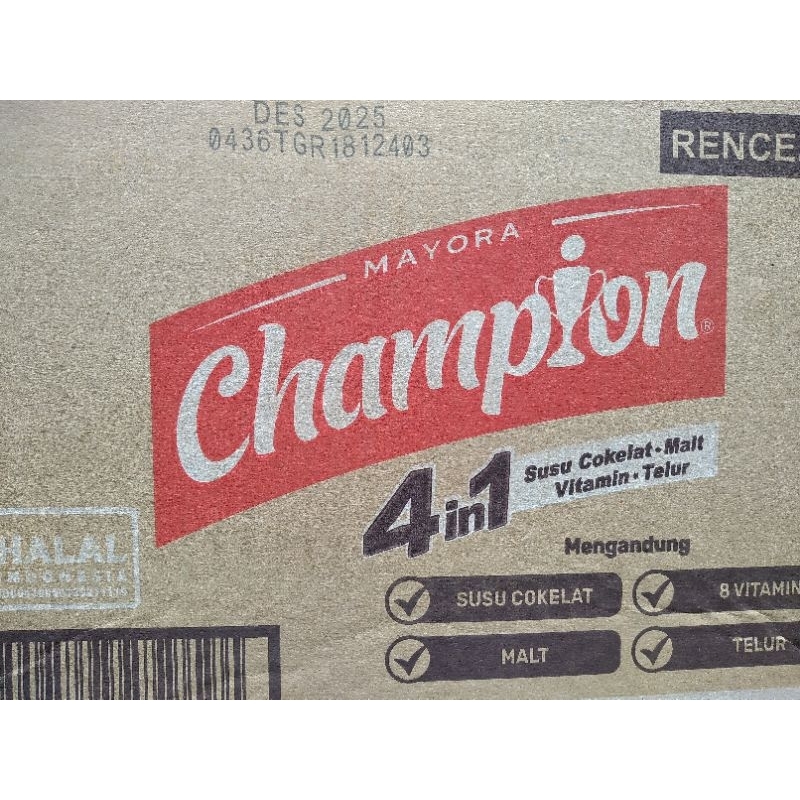 DES 2025
0436TGR1812403
RENCE
MAYORA
Champion®
4in1
Susu Cokelat • Malt
Vitamin • Telur
HALAL
INDONESIA
Mengandung
SUSU COKELAT
8 VITAMIN
MALT
TELUR